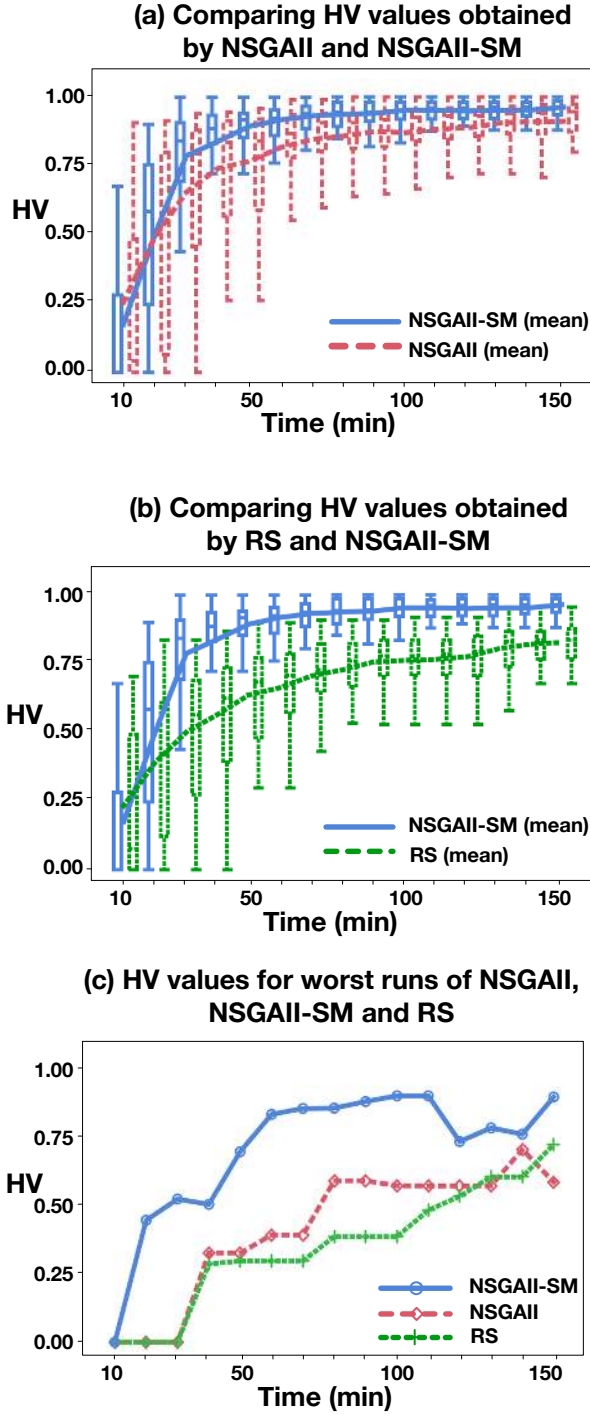 (a) Comparing HV values obtained
by NSGAII and NSGAII-SM
1.00
0.75
HV
0.50
0.25
0.00
NSGAII-SM (mean)
NSGAII (mean)
10
50
100
150
Time (min)
(b) Comparing HV values obtained
by RS and NSGAII-SM
1.00
0.75
HV
0.50
0.25
0.00
NSGAII-SM (mean)
RS (mean)
10
50
100
150
Time (min)
(c) HV values for worst runs of NSGAII,
NSGAII-SM and RS
1.00
0.75
HV
0.50
0.25
0.00
NSGAII-SM
NSGAII
RS
10
50
100
150
Time (min)